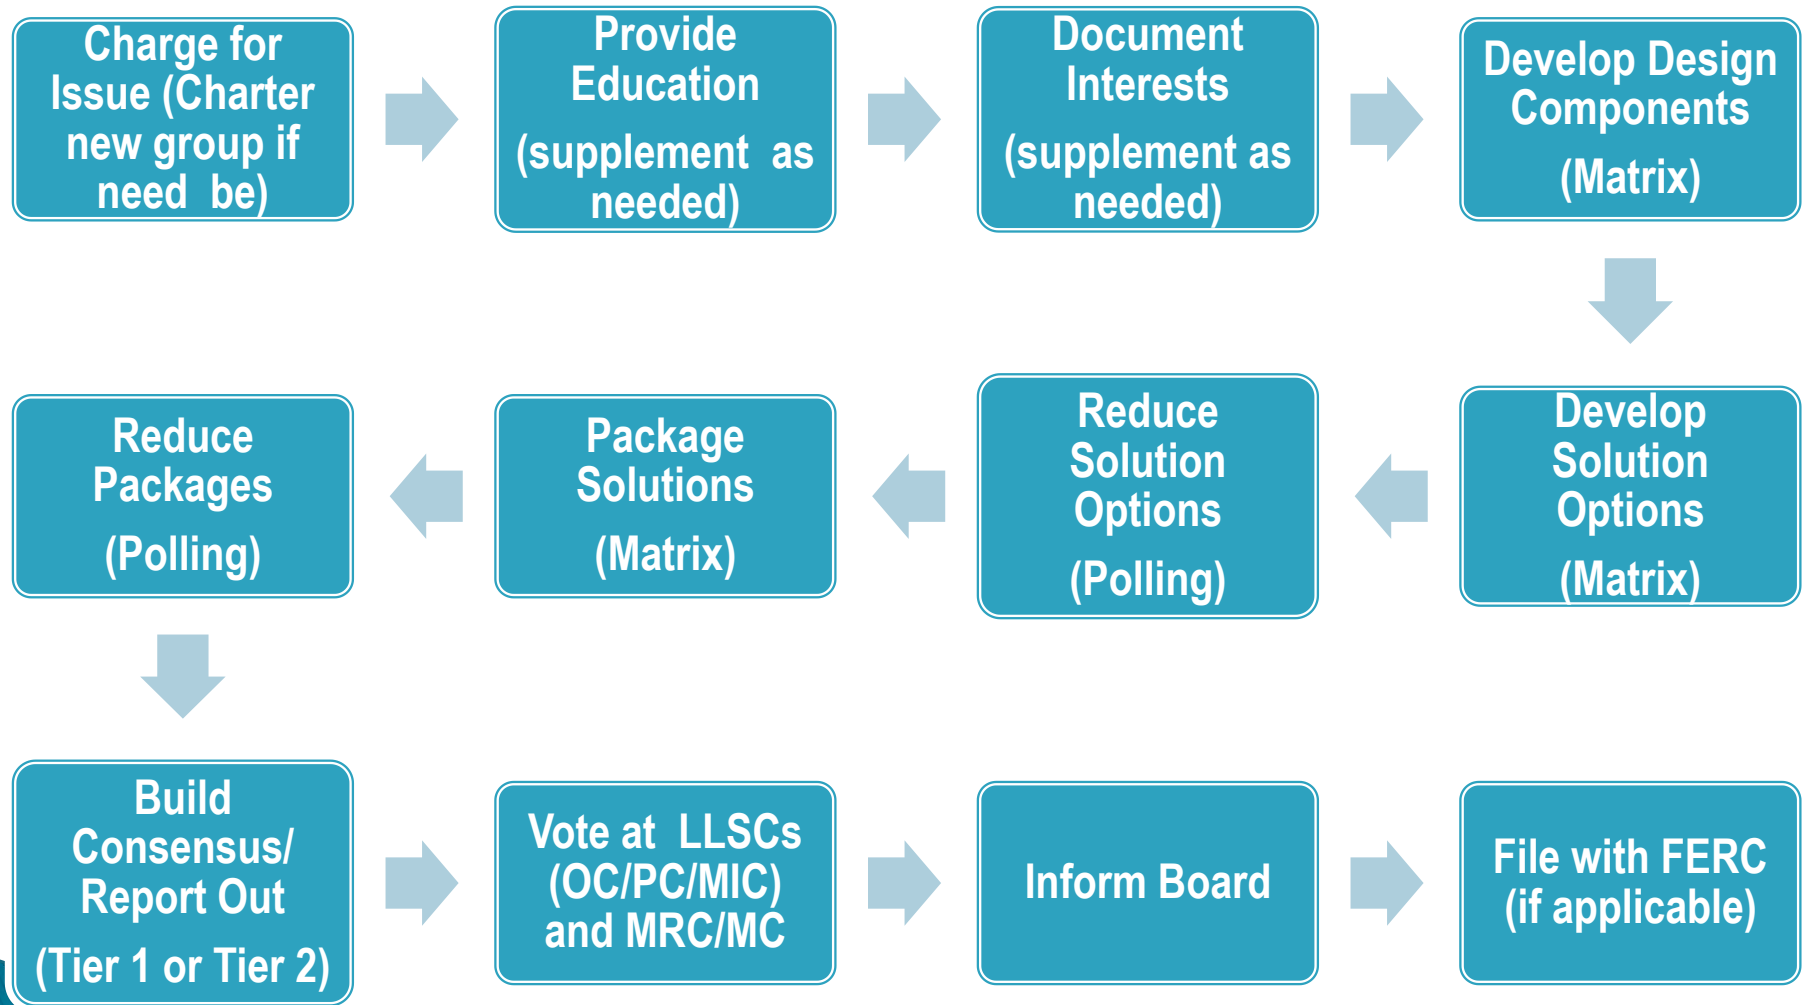 Charge for
Issue (Charter
new group if
need be)
Provide
Education
(supplement as
needed)
Document
Interests
(supplement as
needed)
Develop Design
Components
(Matrix)
Develop
Solution
Options
(Matrix)
Reduce
Solution
Options
(Polling)
Package
Solutions
(Matrix)
Reduce
Packages
(Polling)
Build
Consensus/
Report Out
(Tier 1 or Tier 2)
Vote at LLSCs
(OC/PC/MIC)
and MRC/MC
Inform Board
File with FERC
(if applicable)